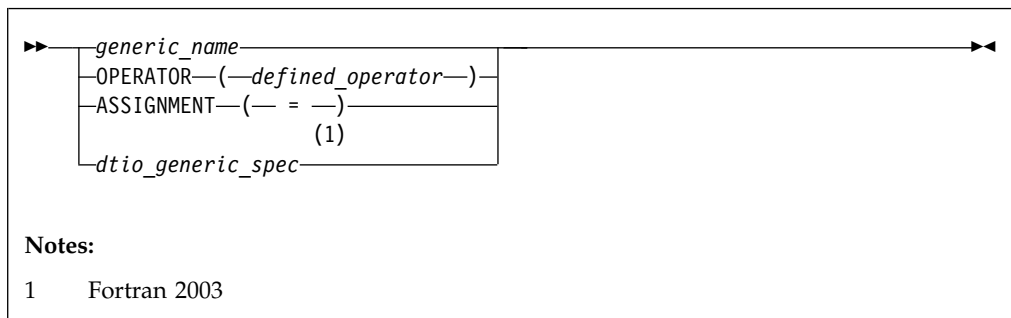 generic_name
OPERATOR ( defined_operator )
ASSIGNMENT ( = )
(1)
dtio_generic_spec
Notes:
1 Fortran 2003